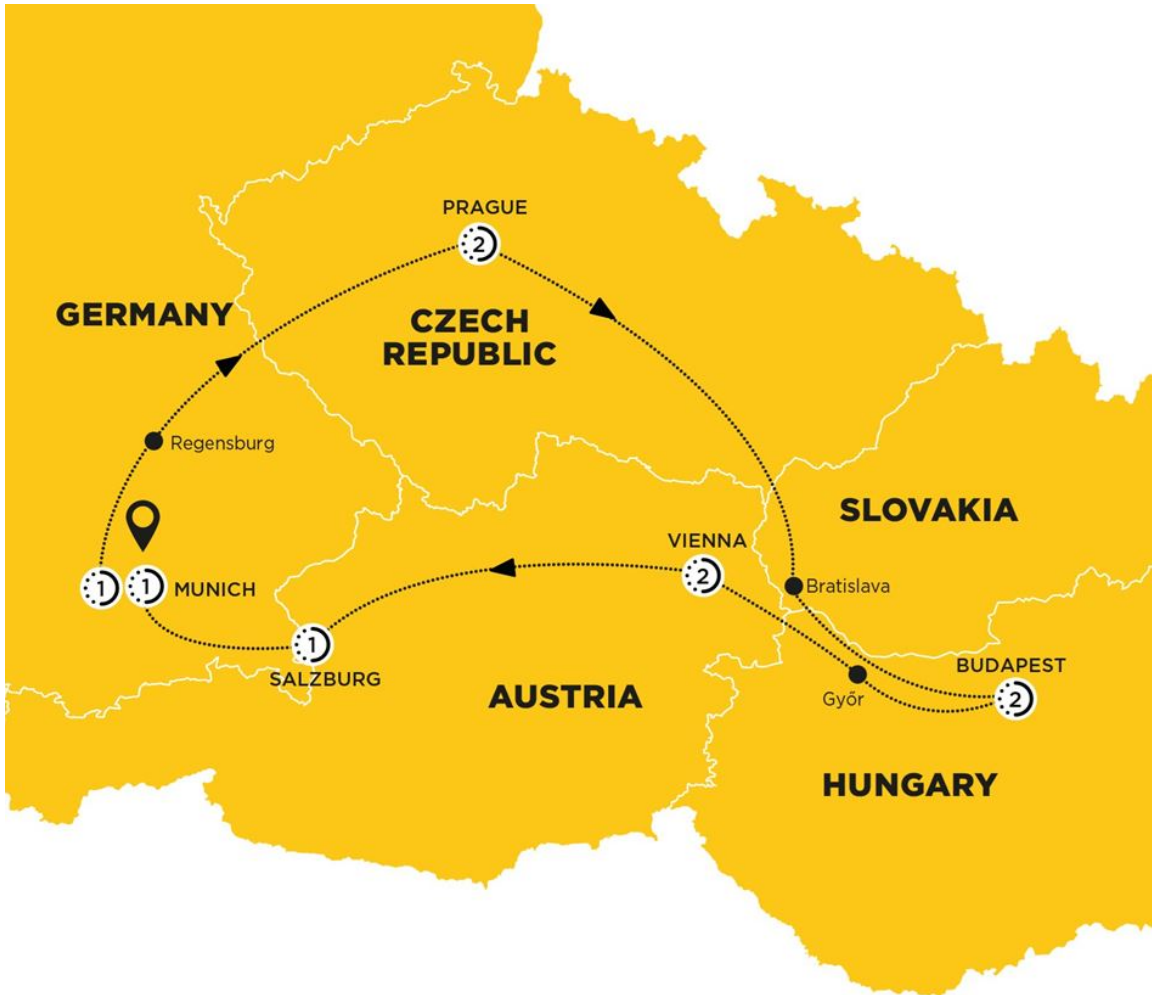 PRAGUE
2
GERMANY
CZECH
REPUBLIC
Regensburg
SLOVAKIA
VIENNA
2
1
1
MUNICH
Bratislava
1
SALZBURG
BUDAPEST
2
AUSTRIA
Győr
HUNGARY